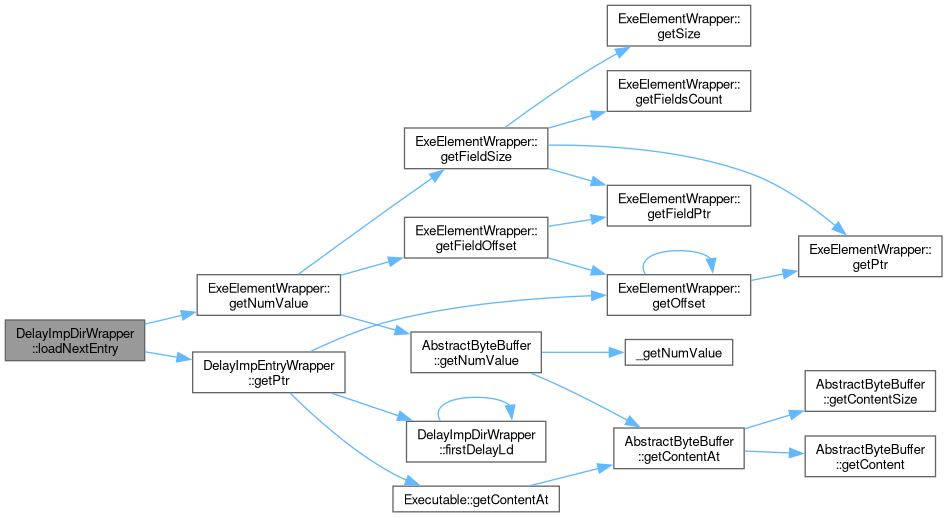 ExeElementWrapper::
getSize
ExeElementWrapper::
getFieldsCount
ExeElementWrapper::
getFieldSize
ExeElementWrapper::
getFieldPtr
ExeElementWrapper::
getFieldOffset
ExeElementWrapper::
getPtr
ExeElementWrapper::
getNumValue
ExeElementWrapper::
getOffset
DelayImpDirWrapper
::loadNextEntry
AbstractByteBuffer
::getNumValue
_getNumValue
DelayImpEntryWrapper
::getPtr
AbstractByteBuffer
::getContentSize
DelayImpDirWrapper
::firstDelayLd
AbstractByteBuffer
::getContentAt
AbstractByteBuffer
::getContent
Executable::getContentAt